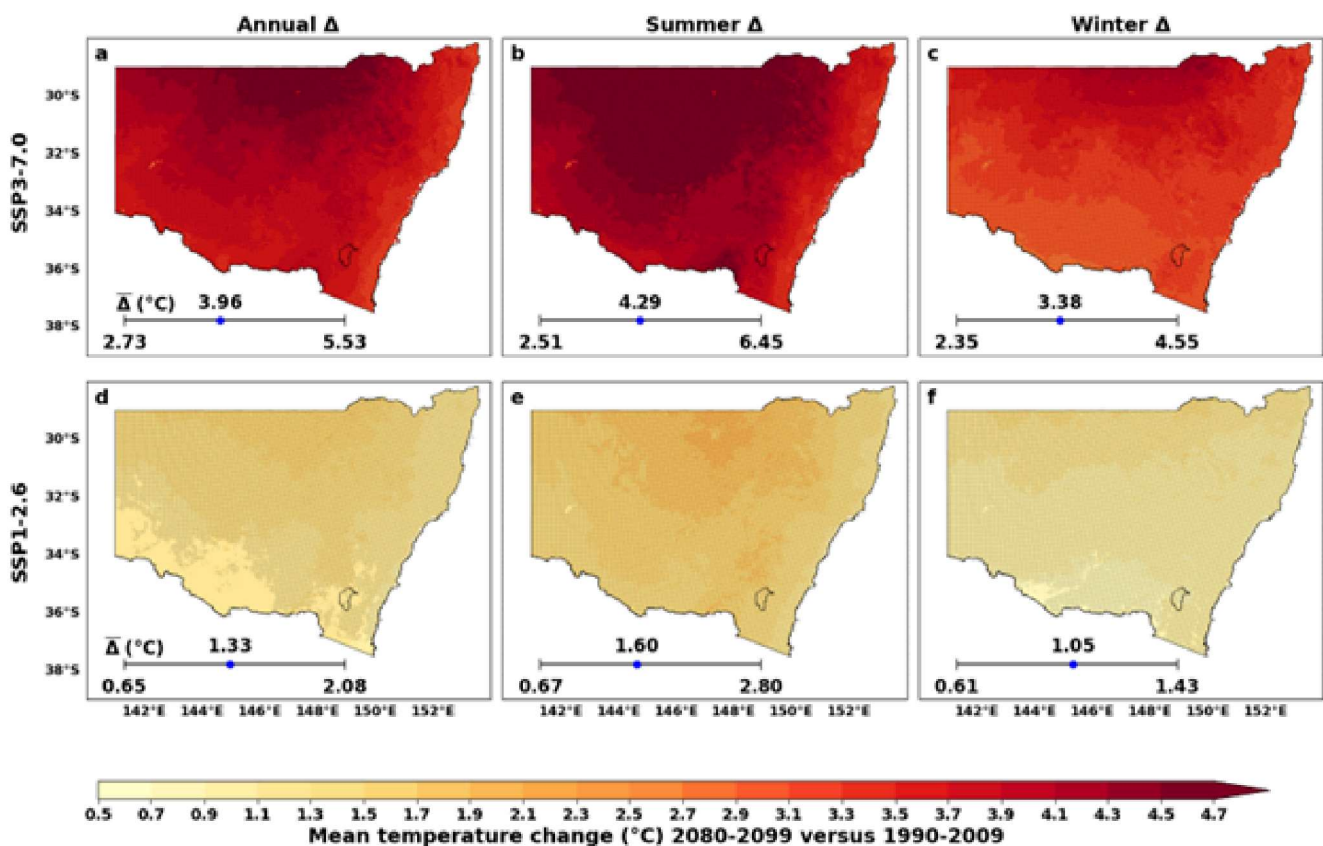 Annual Δ
Summer Δ
Winter Δ
SSP3-7.0
a
30°S
32°S
34°S
36°S
38°S
Δ̅ (°C)
3.96
2.73
5.53
b
4.29
2.51
6.45
c
3.38
2.35
4.55
SSP1-2.6
d
30°S
32°S
34°S
36°S
38°S
Δ̅ (°C)
1.33
0.65
2.08
142°E 144°E 146°E 148°E 150°E 152°E
e
1.60
0.67
2.80
142°E 144°E 146°E 148°E 150°E 152°E
f
1.05
0.61
1.43
142°E 144°E 146°E 148°E 150°E 152°E
0.5 0.7 0.9 1.1 1.3 1.5 1.7 1.9 2.1 2.3 2.5 2.7 2.9 3.1 3.3 3.5 3.7 3.9 4.1 4.3 4.5 4.7
Mean temperature change (°C) 2080-2099 versus 1990-2009